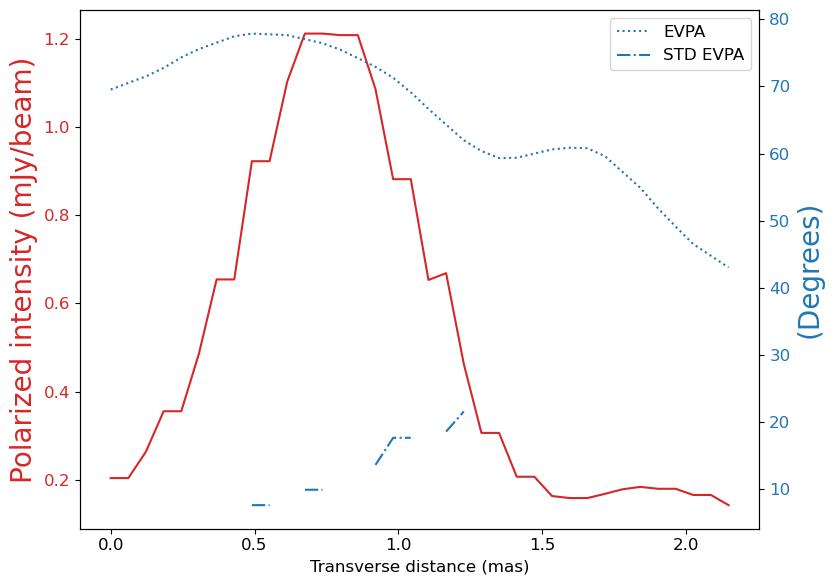 Polarized intensity (mJy/beam)
1.2
1.0
0.8
0.6
0.4
0.2
EVPA
STD EVPA
80
70
60
50
40
30
20
10
(Degrees)
0.0 0.5 1.0 1.5 2.0
Transverse distance (mas)